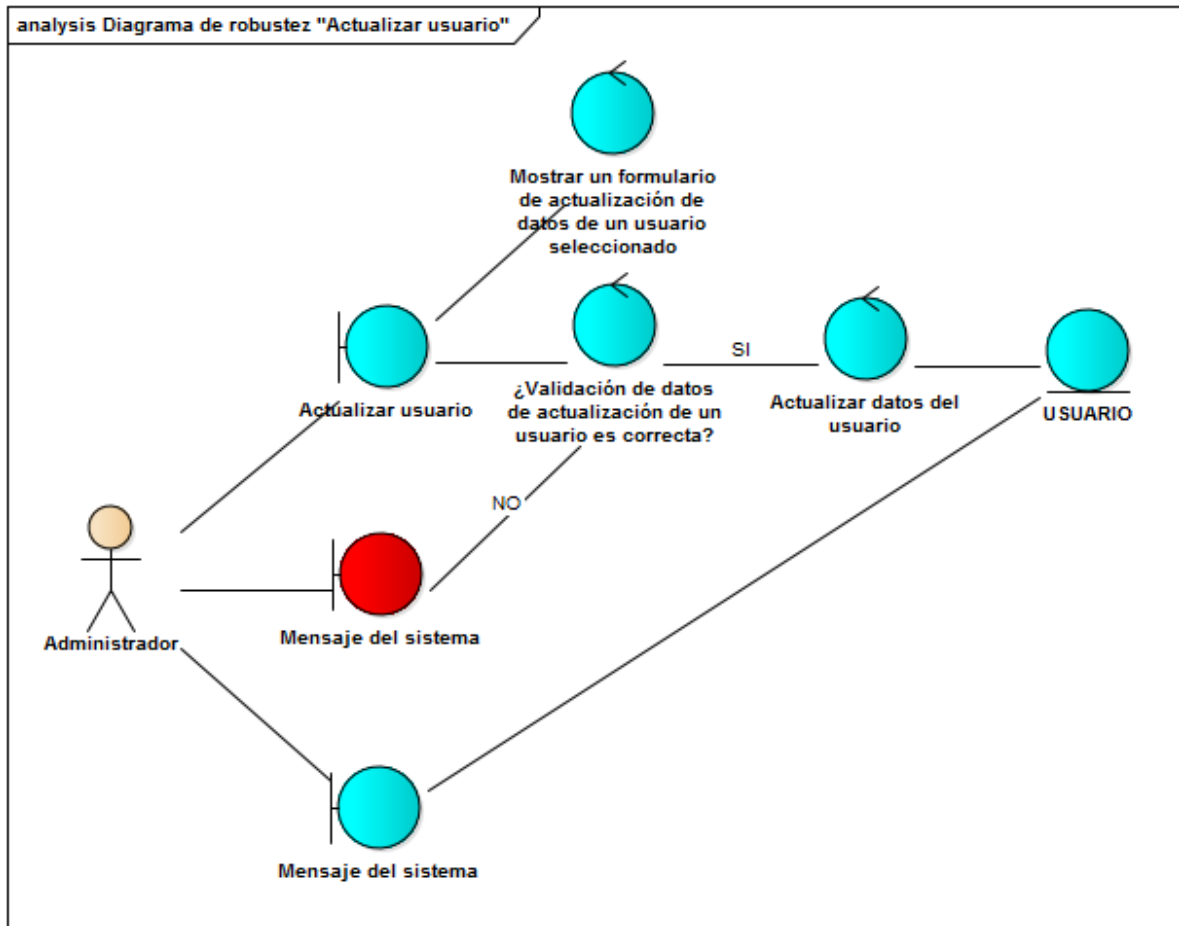 analysis Diagrama de robustez "Actualizar usuario"
Mostrar un formulario
de actualización de
datos de un usuario
seleccionado
Actualizar usuario
¿Validación de datos
de actualización de un
usuario es correcta?
SI
Actualizar datos del
usuario
USUARIO
NO
Administrador
Mensaje del sistema
Mensaje del sistema